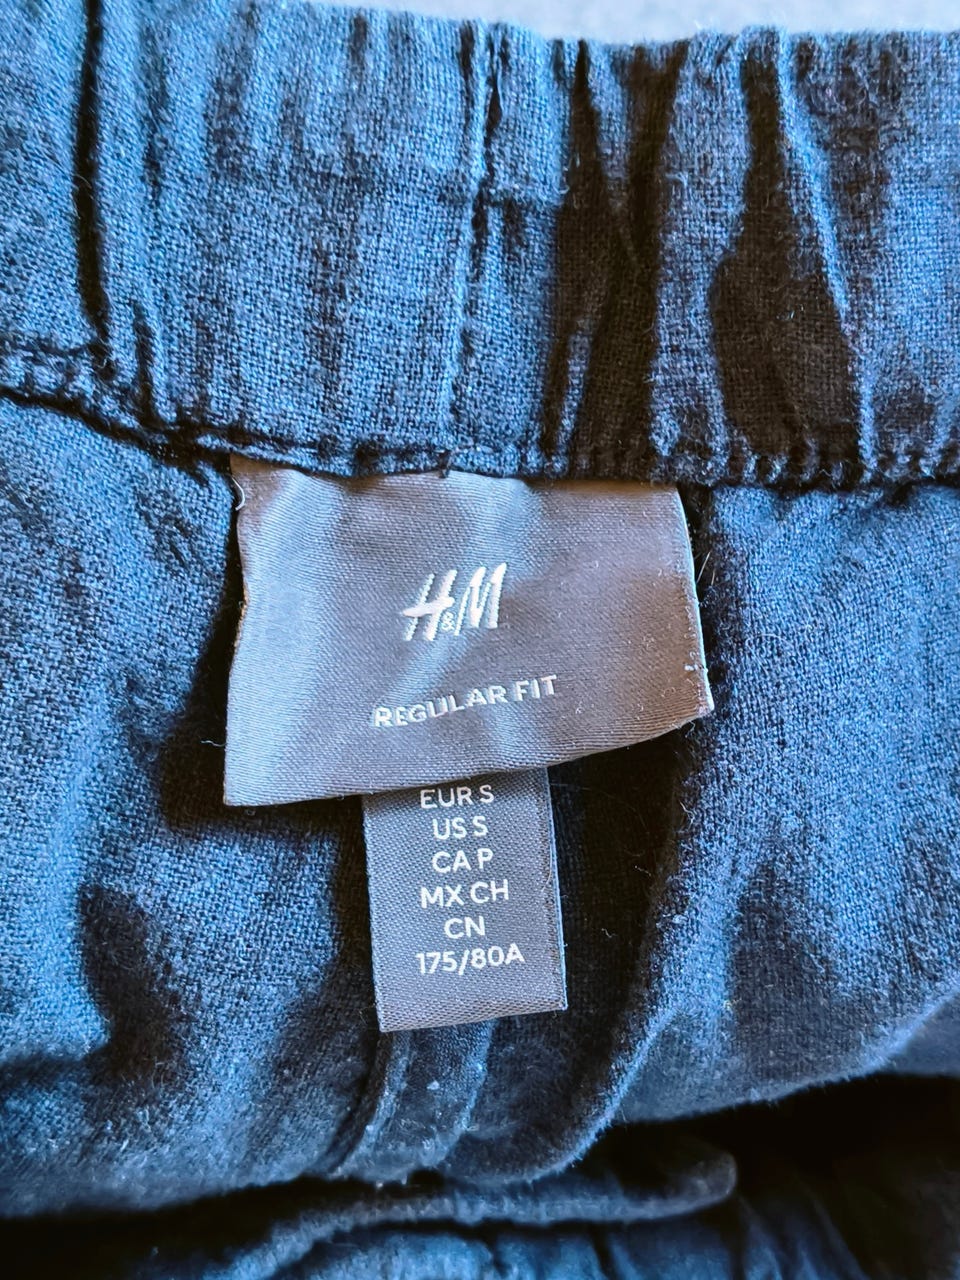 H&M
REGULAR FIT
EUR S
US S
CA P
MX CH
CN
175/80A